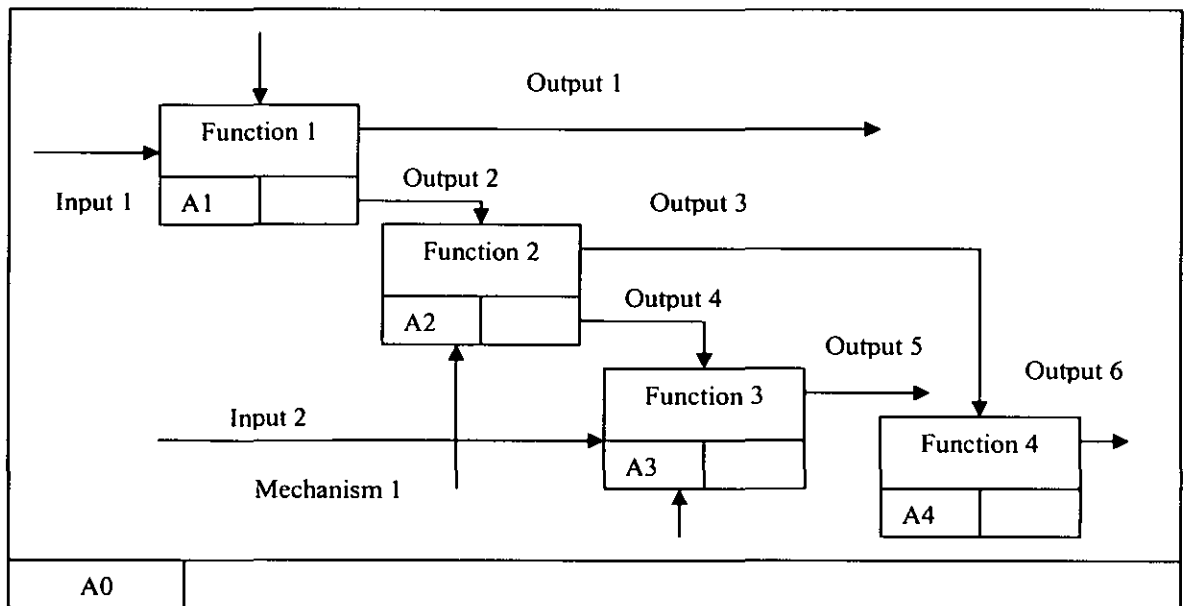 Output 1
Function 1
Input 1
A1
Output 2
Output 3
Function 2
A2
Output 4
Output 5
Output 6
Function 3
Input 2
Function 4
A3
Mechanism 1
A4
A0